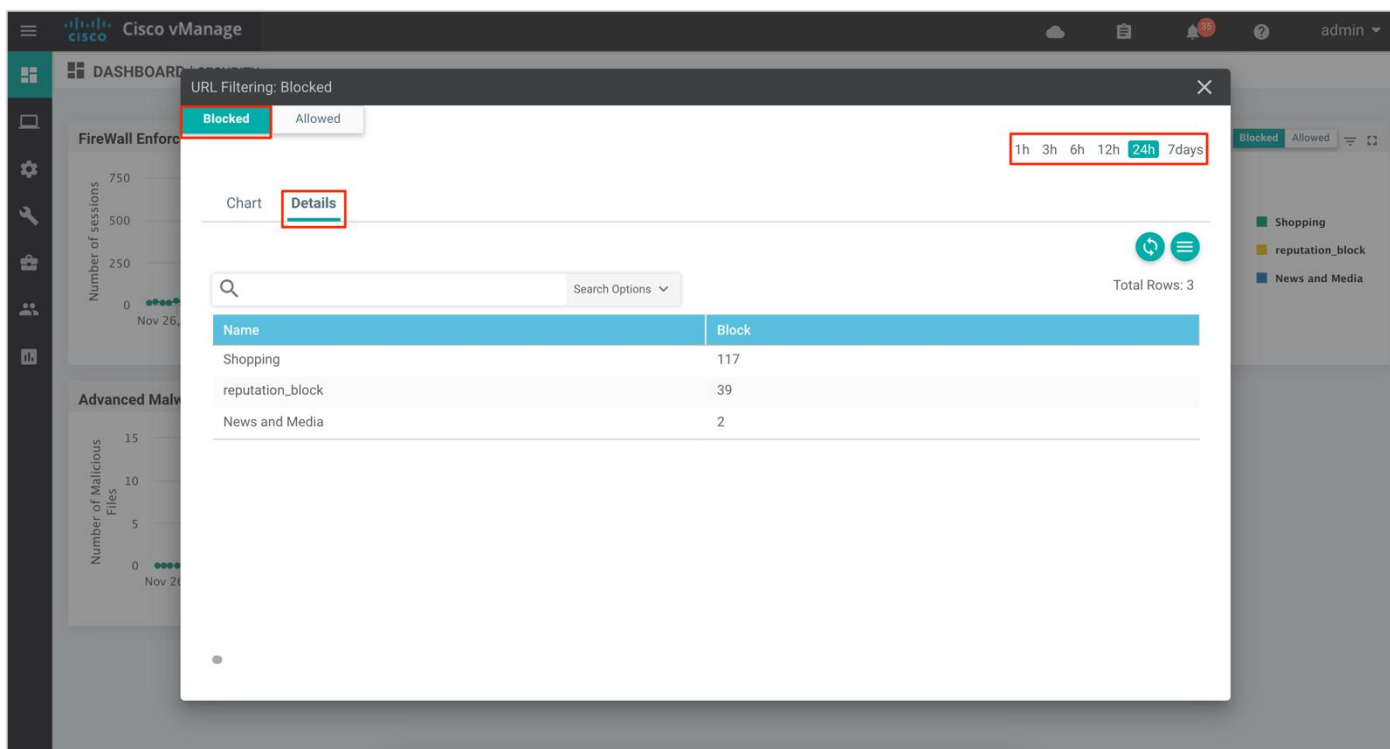 cisco Cisco vManage 35 admin
DASHBOARD
URL Filtering: Blocked
Blocked Allowed
1h 3h 6h 12h 24h 7days
Chart Details
Search Options
Total Rows: 3
Name Block
Shopping 117
reputation_block 39
News and Media 2
FireWall Enforc
Number of sessions
750
500
250
0
Nov 26,
Blocked Allowed
Shopping
reputation_block
News and Media
Advanced Malw
Number of Malicious
Files
15
10
5
0
Nov 26